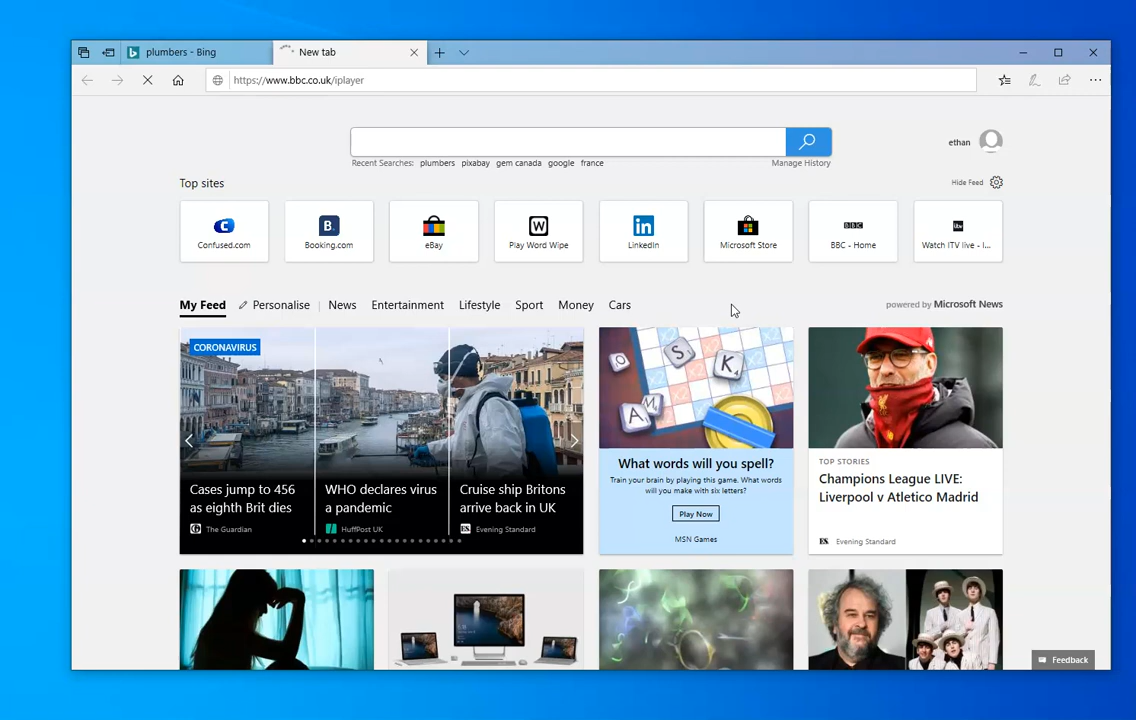 plumbers - Bing
New tab
https://www.bbc.co.uk/iplayer
ethan
Recent Searches: plumbers pixabay gem canada google france
Manage History
Top sites
Hide Feed
Confused.com
B.
Booking.com
eBay
W
Play Word Wipe
in
LinkedIn
Microsoft Store
BBC
BBC - Home
itv
Watch ITV live - I...
My Feed
Personalise
News
Entertainment
Lifestyle
Sport
Money
Cars
powered by Microsoft News
CORONAVIRUS
Cases jump to 456
as eighth Brit dies
The Guardian
WHO declares virus
a pandemic
HuffPost UK
Cruise ship Britons
arrive back in UK
ES Evening Standard
O
S
K
A
M
What words will you spell?
Train your brain by playing this game. What words
will you make with six letters?
Play Now
MSN Games
TOP STORIES
Champions League LIVE:
Liverpool v Atletico Madrid
ES Evening Standard
Feedback